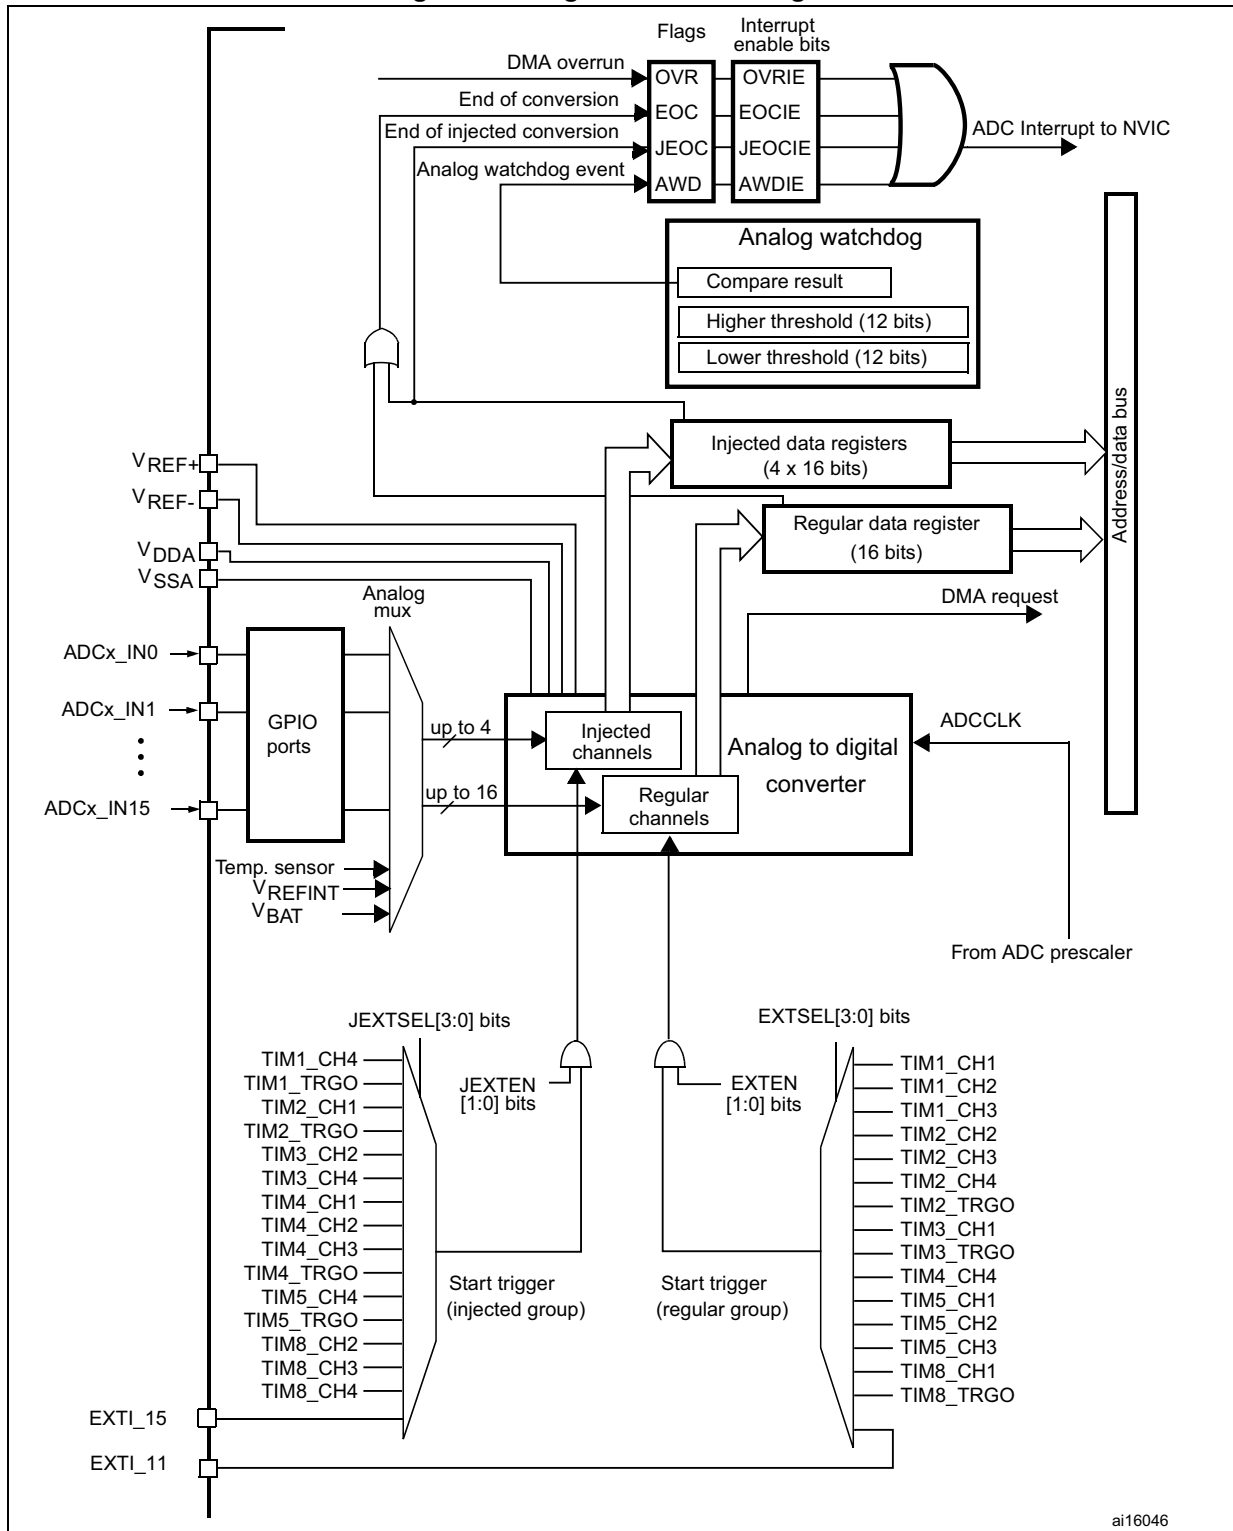 Flags
Interrupt
enable bits
DMA overrun
OVR
OVRIE
End of conversion
EOC
EOCIE
End of injected conversion
JEOC
JEOCIE
ADC Interrupt to NVIC
Analog watchdog event
AWD
AWDIE
Analog watchdog
Compare result
Higher threshold (12 bits)
Lower threshold (12 bits)
Address/data bus
Injected data registers
(4 x 16 bits)
Regular data register
(16 bits)
VREF+
VREF-
VDDA
VSSA
Analog
mux
DMA request
ADCx_IN0
ADCx_IN1
ADCx_IN15
GPIO
ports
up to 4
up to 16
Injected
channels
Regular
channels
Analog to digital
converter
ADCCLK
Temp. sensor
VREFINT
VBAT
From ADC prescaler
JEXTSEL[3:0] bits
EXTSEL[3:0] bits
JEXTEN
[1:0] bits
EXTEN
[1:0] bits
TIM1_CH4
TIM1_TRGO
TIM2_CH1
TIM2_TRGO
TIM3_CH2
TIM3_CH4
TIM4_CH1
TIM4_CH2
TIM4_CH3
TIM4_TRGO
TIM5_CH4
TIM5_TRGO
TIM8_CH2
TIM8_CH3
TIM8_CH4
Start trigger
(injected group)
Start trigger
(regular group)
TIM1_CH1
TIM1_CH2
TIM1_CH3
TIM2_CH2
TIM2_CH3
TIM2_CH4
TIM2_TRGO
TIM3_CH1
TIM3_TRGO
TIM4_CH4
TIM5_CH1
TIM5_CH2
TIM5_CH3
TIM8_CH1
TIM8_TRGO
EXTI_15
EXTI_11
ai16046